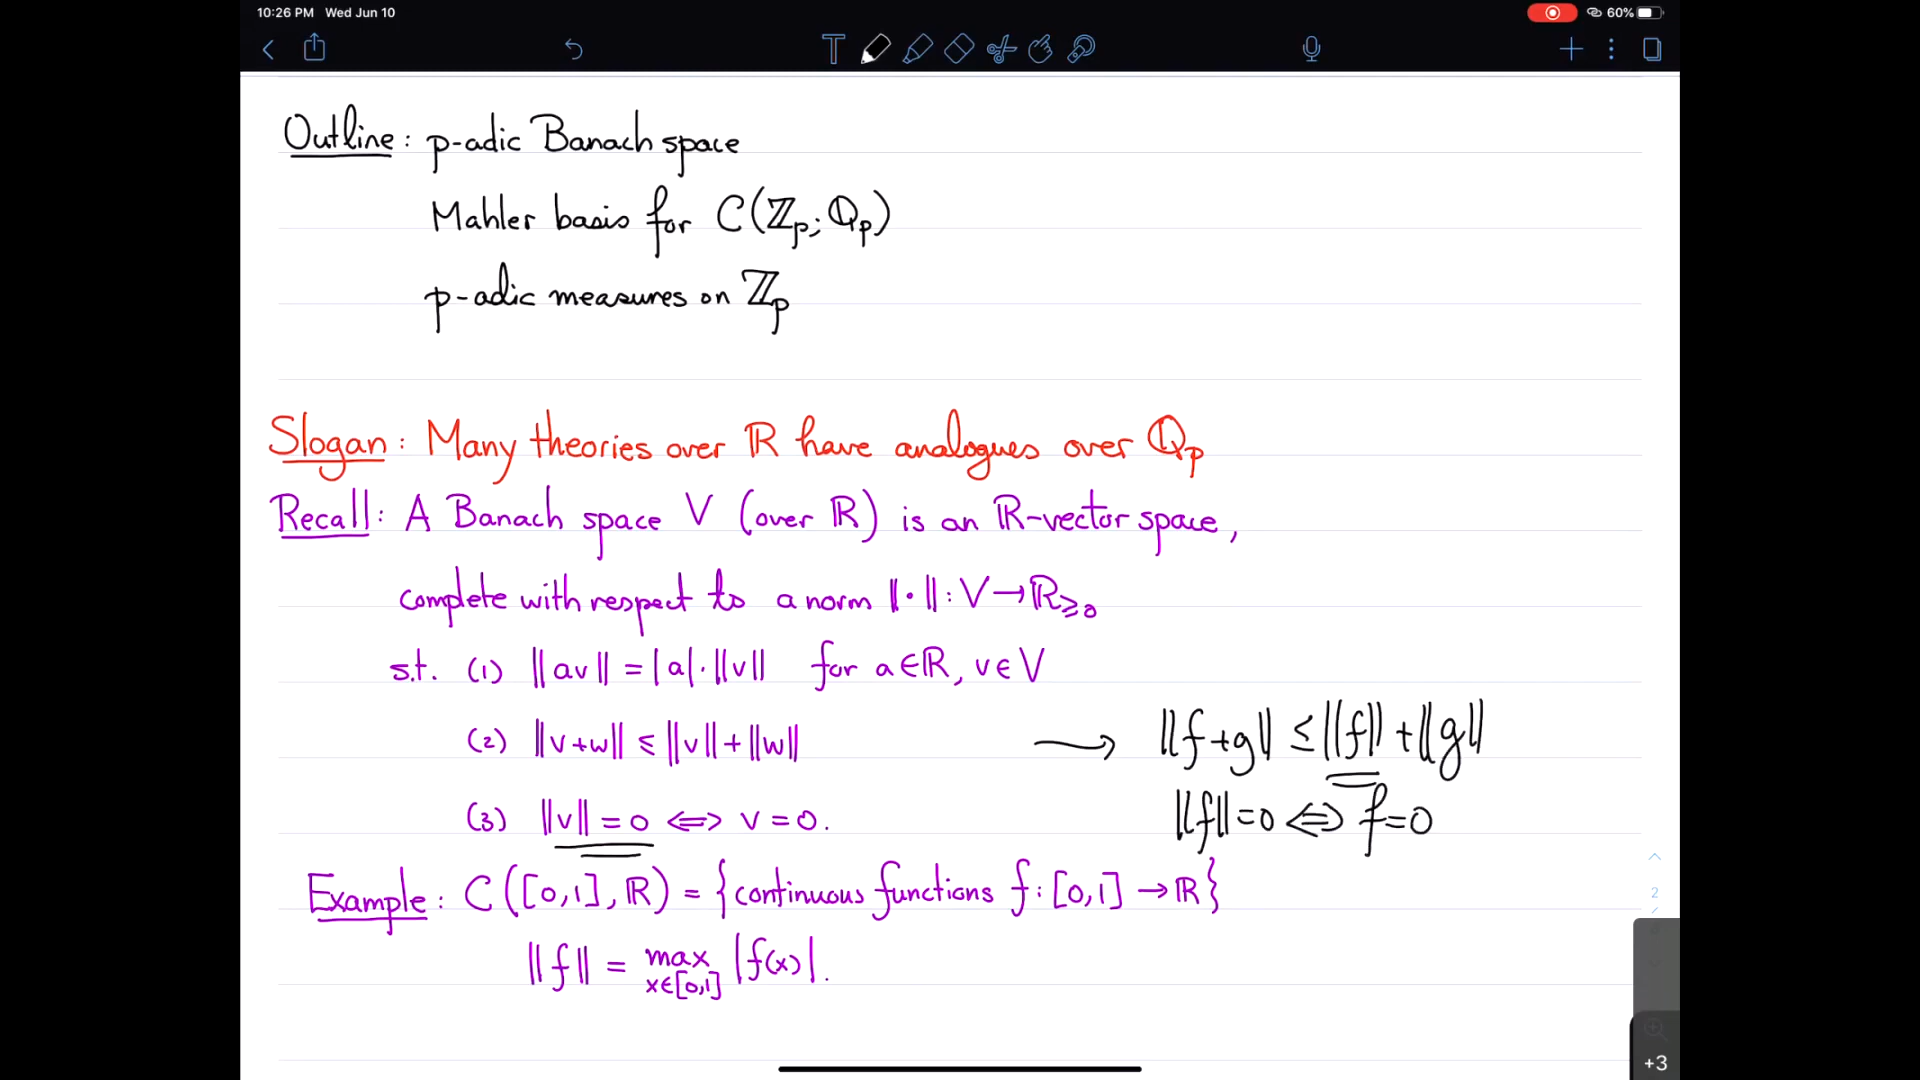 10:26 PM Wed Jun 10
60%
Outline: p-adic Banach space
Mahler basis for C(ℤₚ; ℚₚ)
p-adic measures on ℤₚ
Slogan: Many theories over ℝ have analogues over ℚₚ
Recall: A Banach space V (over ℝ) is an ℝ-vector space,
complete with respect to a norm ||·||: V → ℝ≥0
s.t. (1) ||av|| = |a|·||v|| for a∈ℝ, v∈V
(2) ||v+w|| ≤ ||v|| + ||w||
→ ||f+g|| ≤ ||f|| + ||g||
(3) ||v|| = 0 ⟺ v = 0.
||f|| = 0 ⟺ f = 0
Example: C([0,1], ℝ) = {continuous functions f: [0,1] → ℝ}
||f|| = max x∈[0,1] |f(x)|.
2
+3